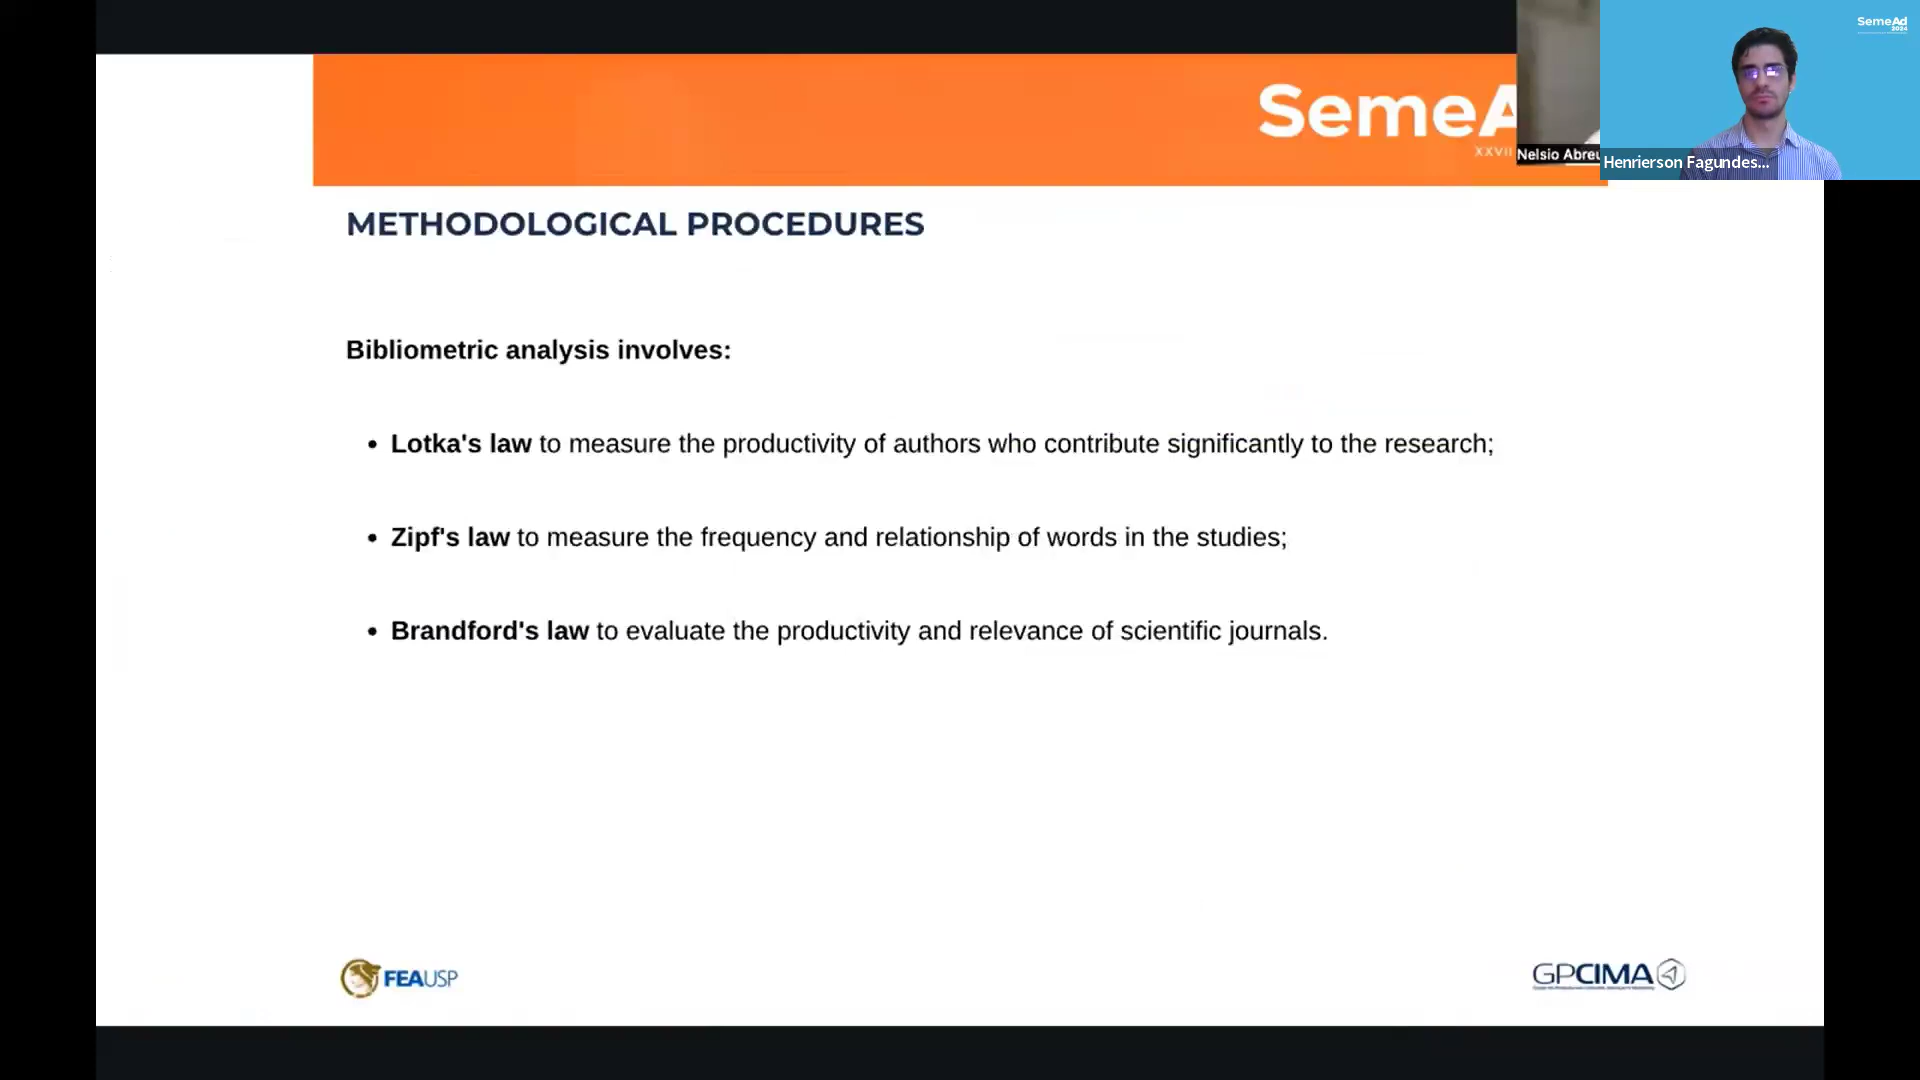 SemeAd
2024
SemeA
XXVII
Nelsio Abreu
Henrierson Fagundes...
METHODOLOGICAL PROCEDURES
Bibliometric analysis involves:
• Lotka's law to measure the productivity of authors who contribute significantly to the research;
• Zipf's law to measure the frequency and relationship of words in the studies;
• Brandford's law to evaluate the productivity and relevance of scientific journals.
FEAUSP
GPCIMA